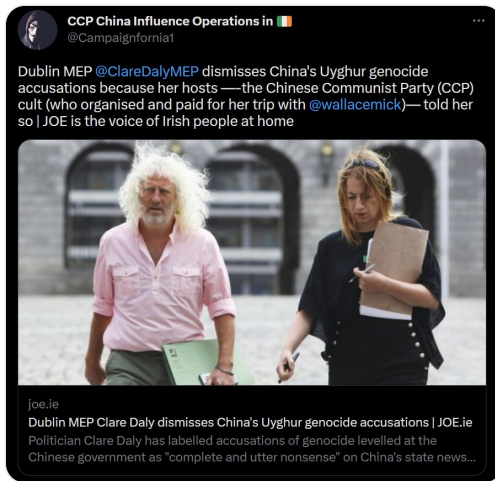 CCP China Influence Operations in 🇮🇪
@Campaignfornia1
Dublin MEP @ClareDalyMEP dismisses China's Uyghur genocide
accusations because her hosts —-the Chinese Communist Party (CCP)
cult (who organised and paid for her trip with @wallacemick)— told her
so | JOE is the voice of Irish people at home
joe.ie
Dublin MEP Clare Daly dismisses China's Uyghur genocide accusations | JOE.ie
Politician Clare Daly has labelled accusations of genocide levelled at the
Chinese government as "complete and utter nonsense" on China's state news...